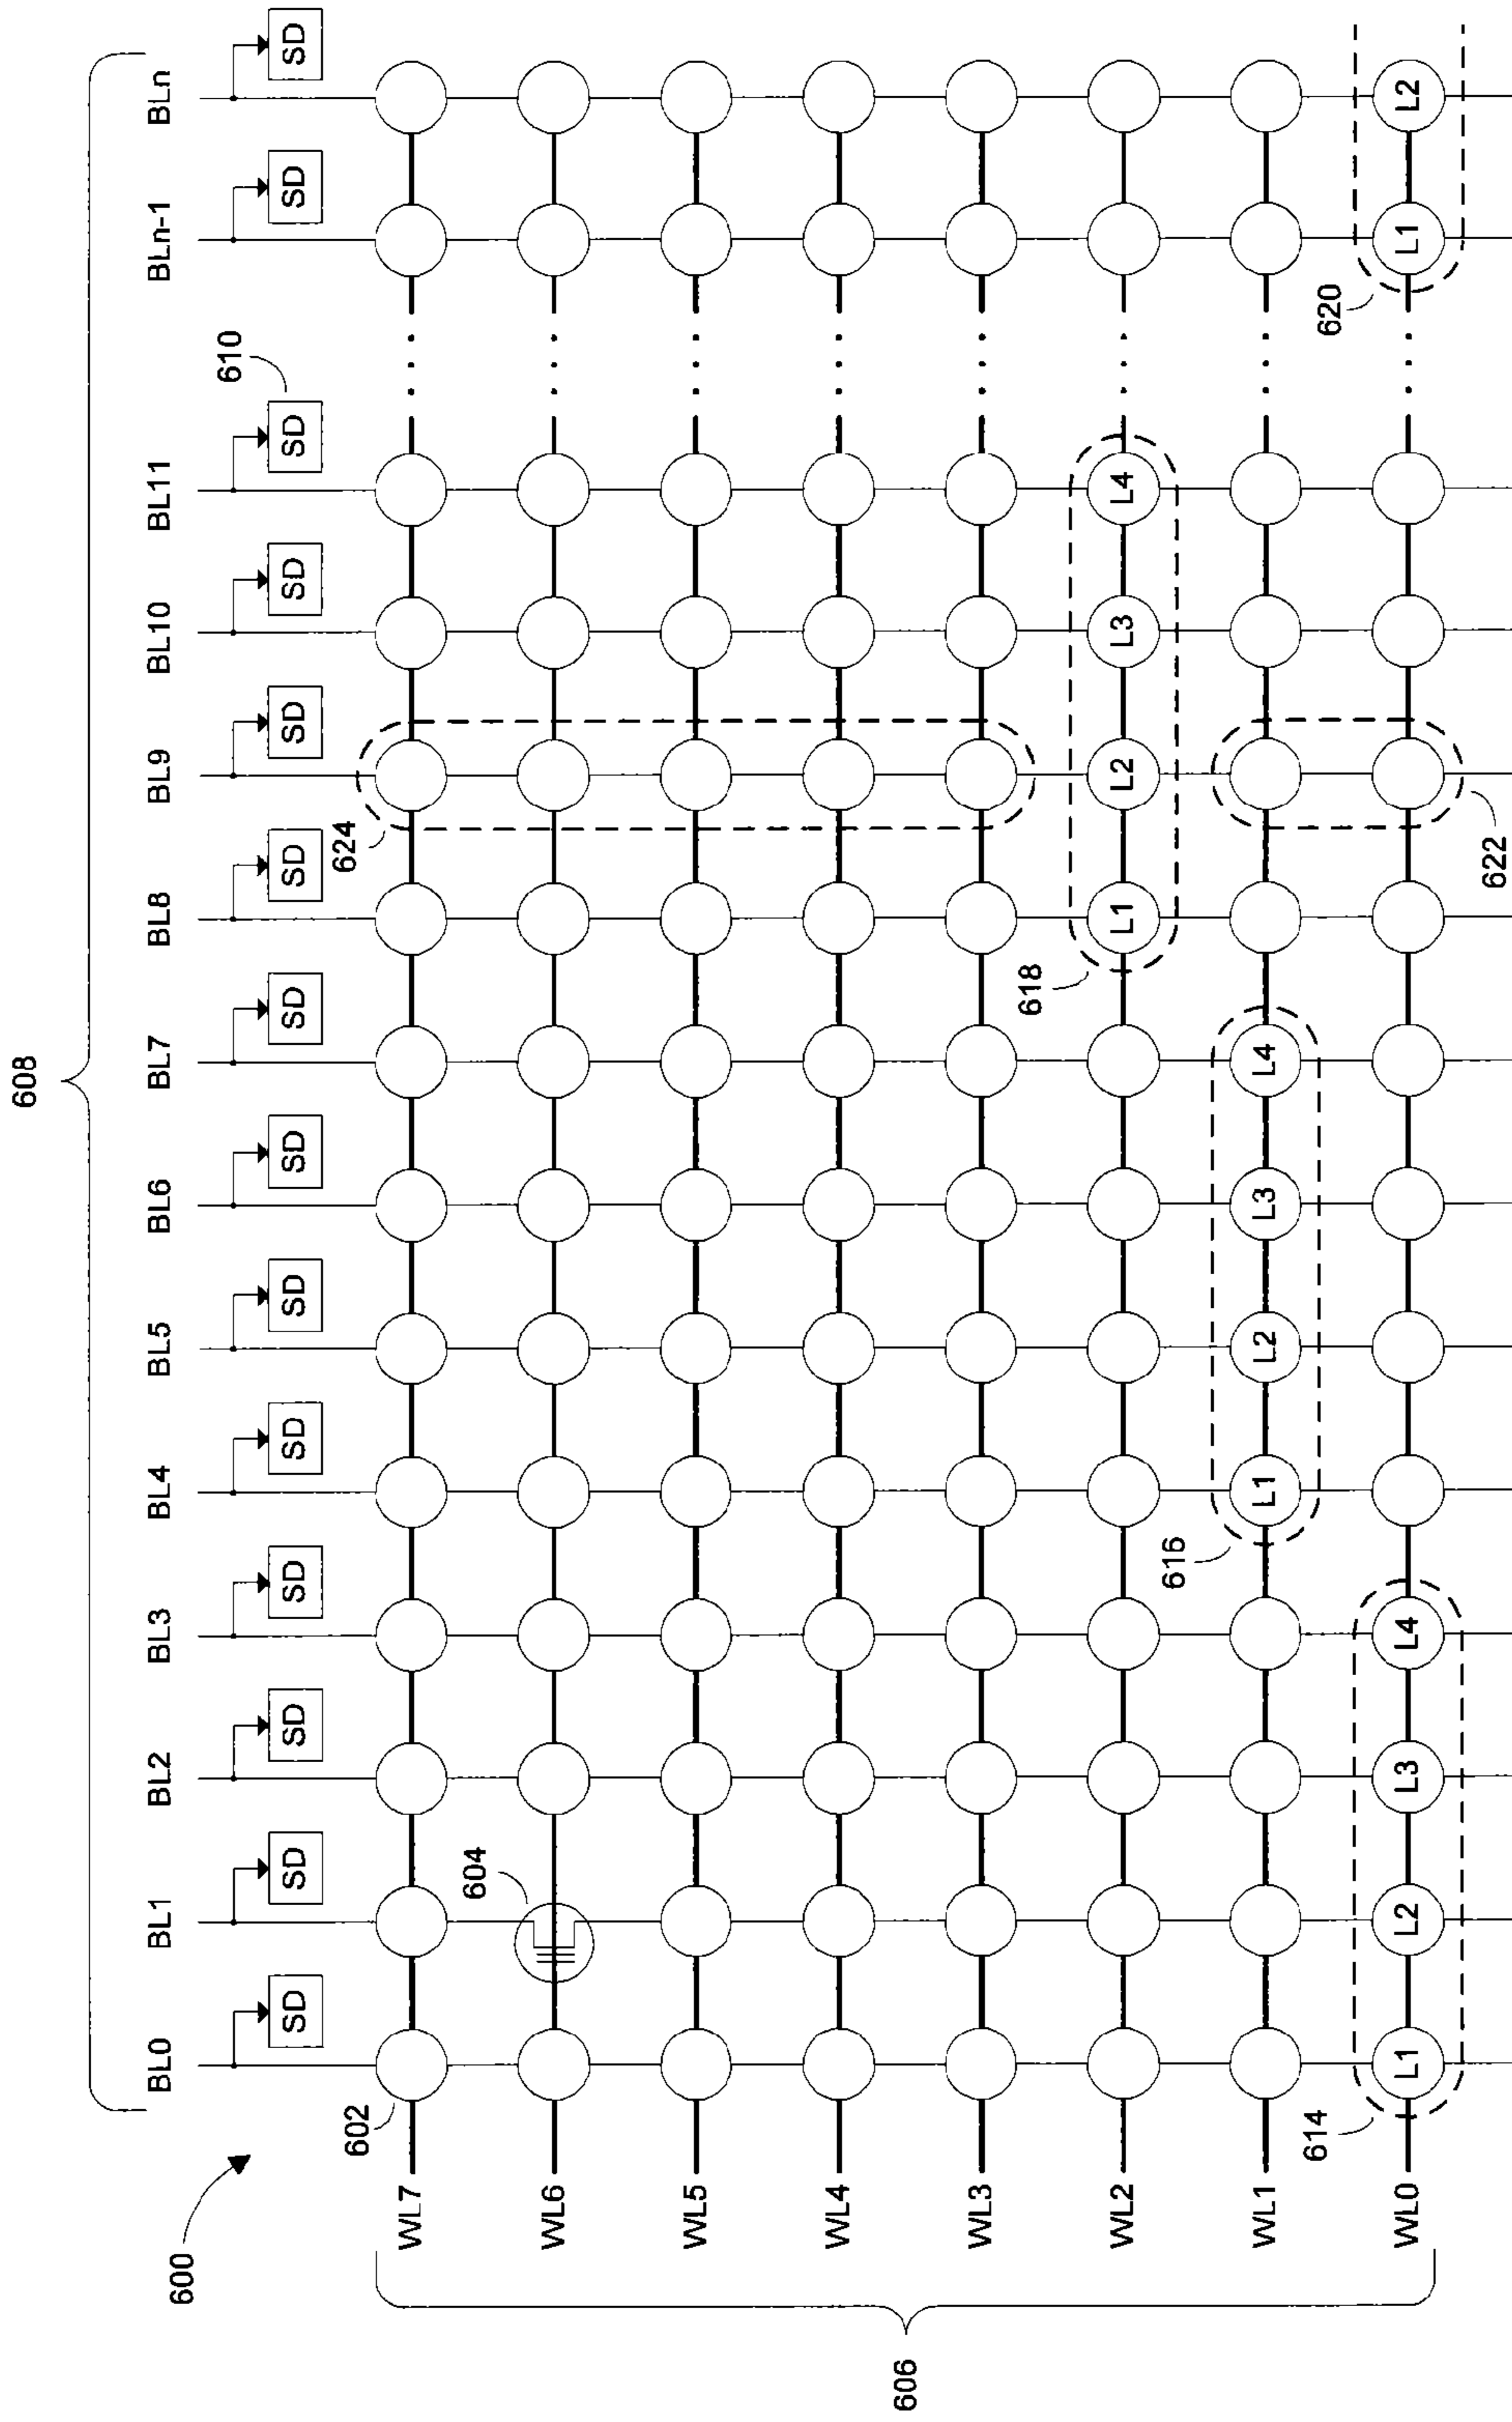 608
BL0 BL1 BL2 BL3 BL4 BL5 BL6 BL7 BL8 BL9 BL10 BL11 BLn-1 BLn
SD SD SD SD SD SD SD SD SD SD SD SD SD SD
610
600
602
604
624
606
WL7
WL6
WL5
WL4
WL3
WL2 L1 L2 L3 L4
618
WL1 L1 L2 L3 L4
616
WL0 L1 L2 L3 L4 L1 L2
614
620
622